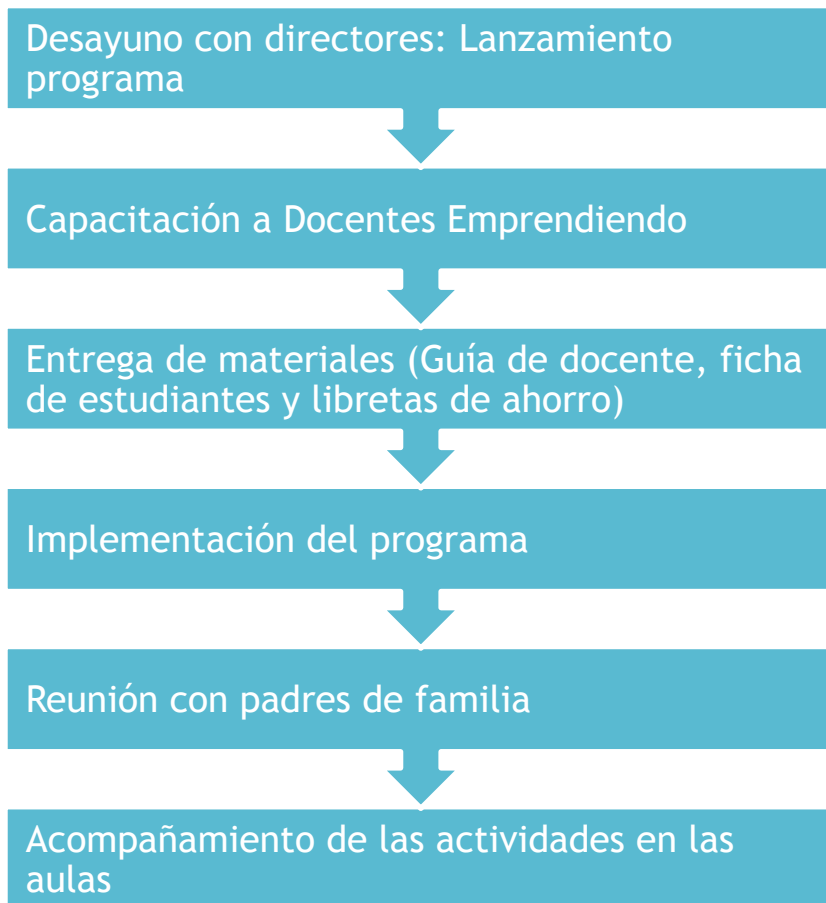 Desayuno con directores: Lanzamiento
programa
Capacitación a Docentes Emprendiendo
Entrega de materiales (Guía de docente, ficha
de estudiantes y libretas de ahorro)
Implementación del programa
Reunión con padres de familia
Acompañamiento de las actividades en las
aulas